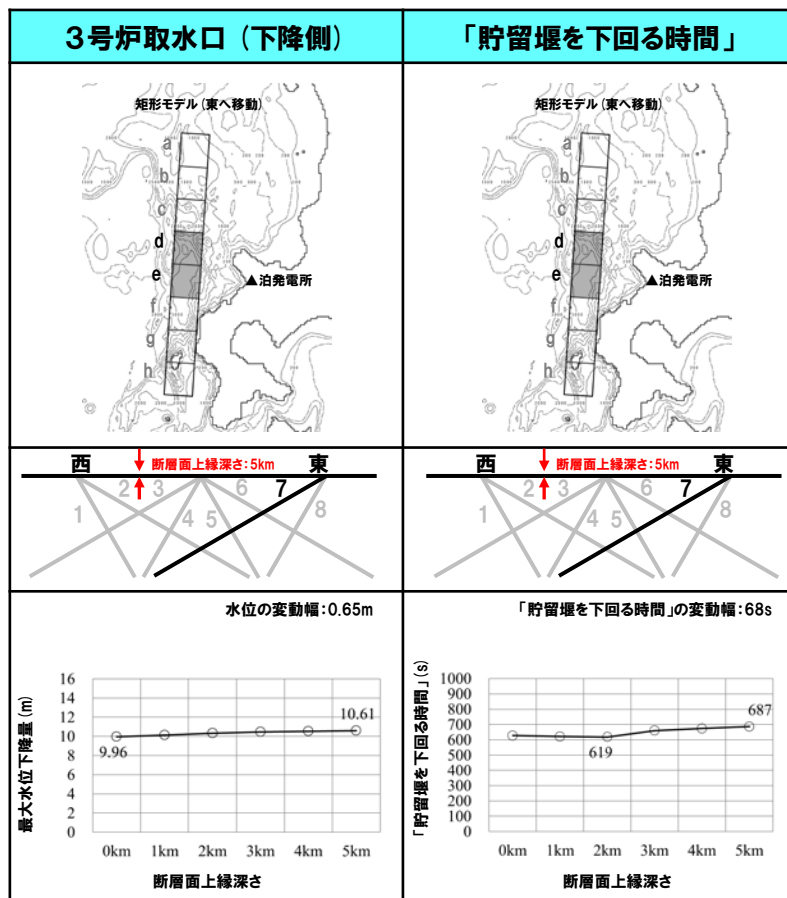 3号炉取水口（下降側）
矩形モデル(東へ移動)
a
b
c
d
e
f
g
h
▲泊発電所
西
東
断層面上縁深さ:5km
1
2
3
4
5
6
7
8
水位の変動幅:0.65m
最大水位下降量(m)
16
14
12
10
8
6
4
2
0
9.96
10.61
0km 1km 2km 3km 4km 5km
断層面上縁深さ
「貯留堰を下回る時間」
矩形モデル(東へ移動)
a
b
c
d
e
f
g
h
▲泊発電所
西
東
断層面上縁深さ:5km
1
2
3
4
5
6
7
8
「貯留堰を下回る時間」の変動幅:68s
「貯留堰を下回る時間」(s)
1000
900
800
700
600
500
400
300
200
100
0
619
687
0km 1km 2km 3km 4km 5km
断層面上縁深さ